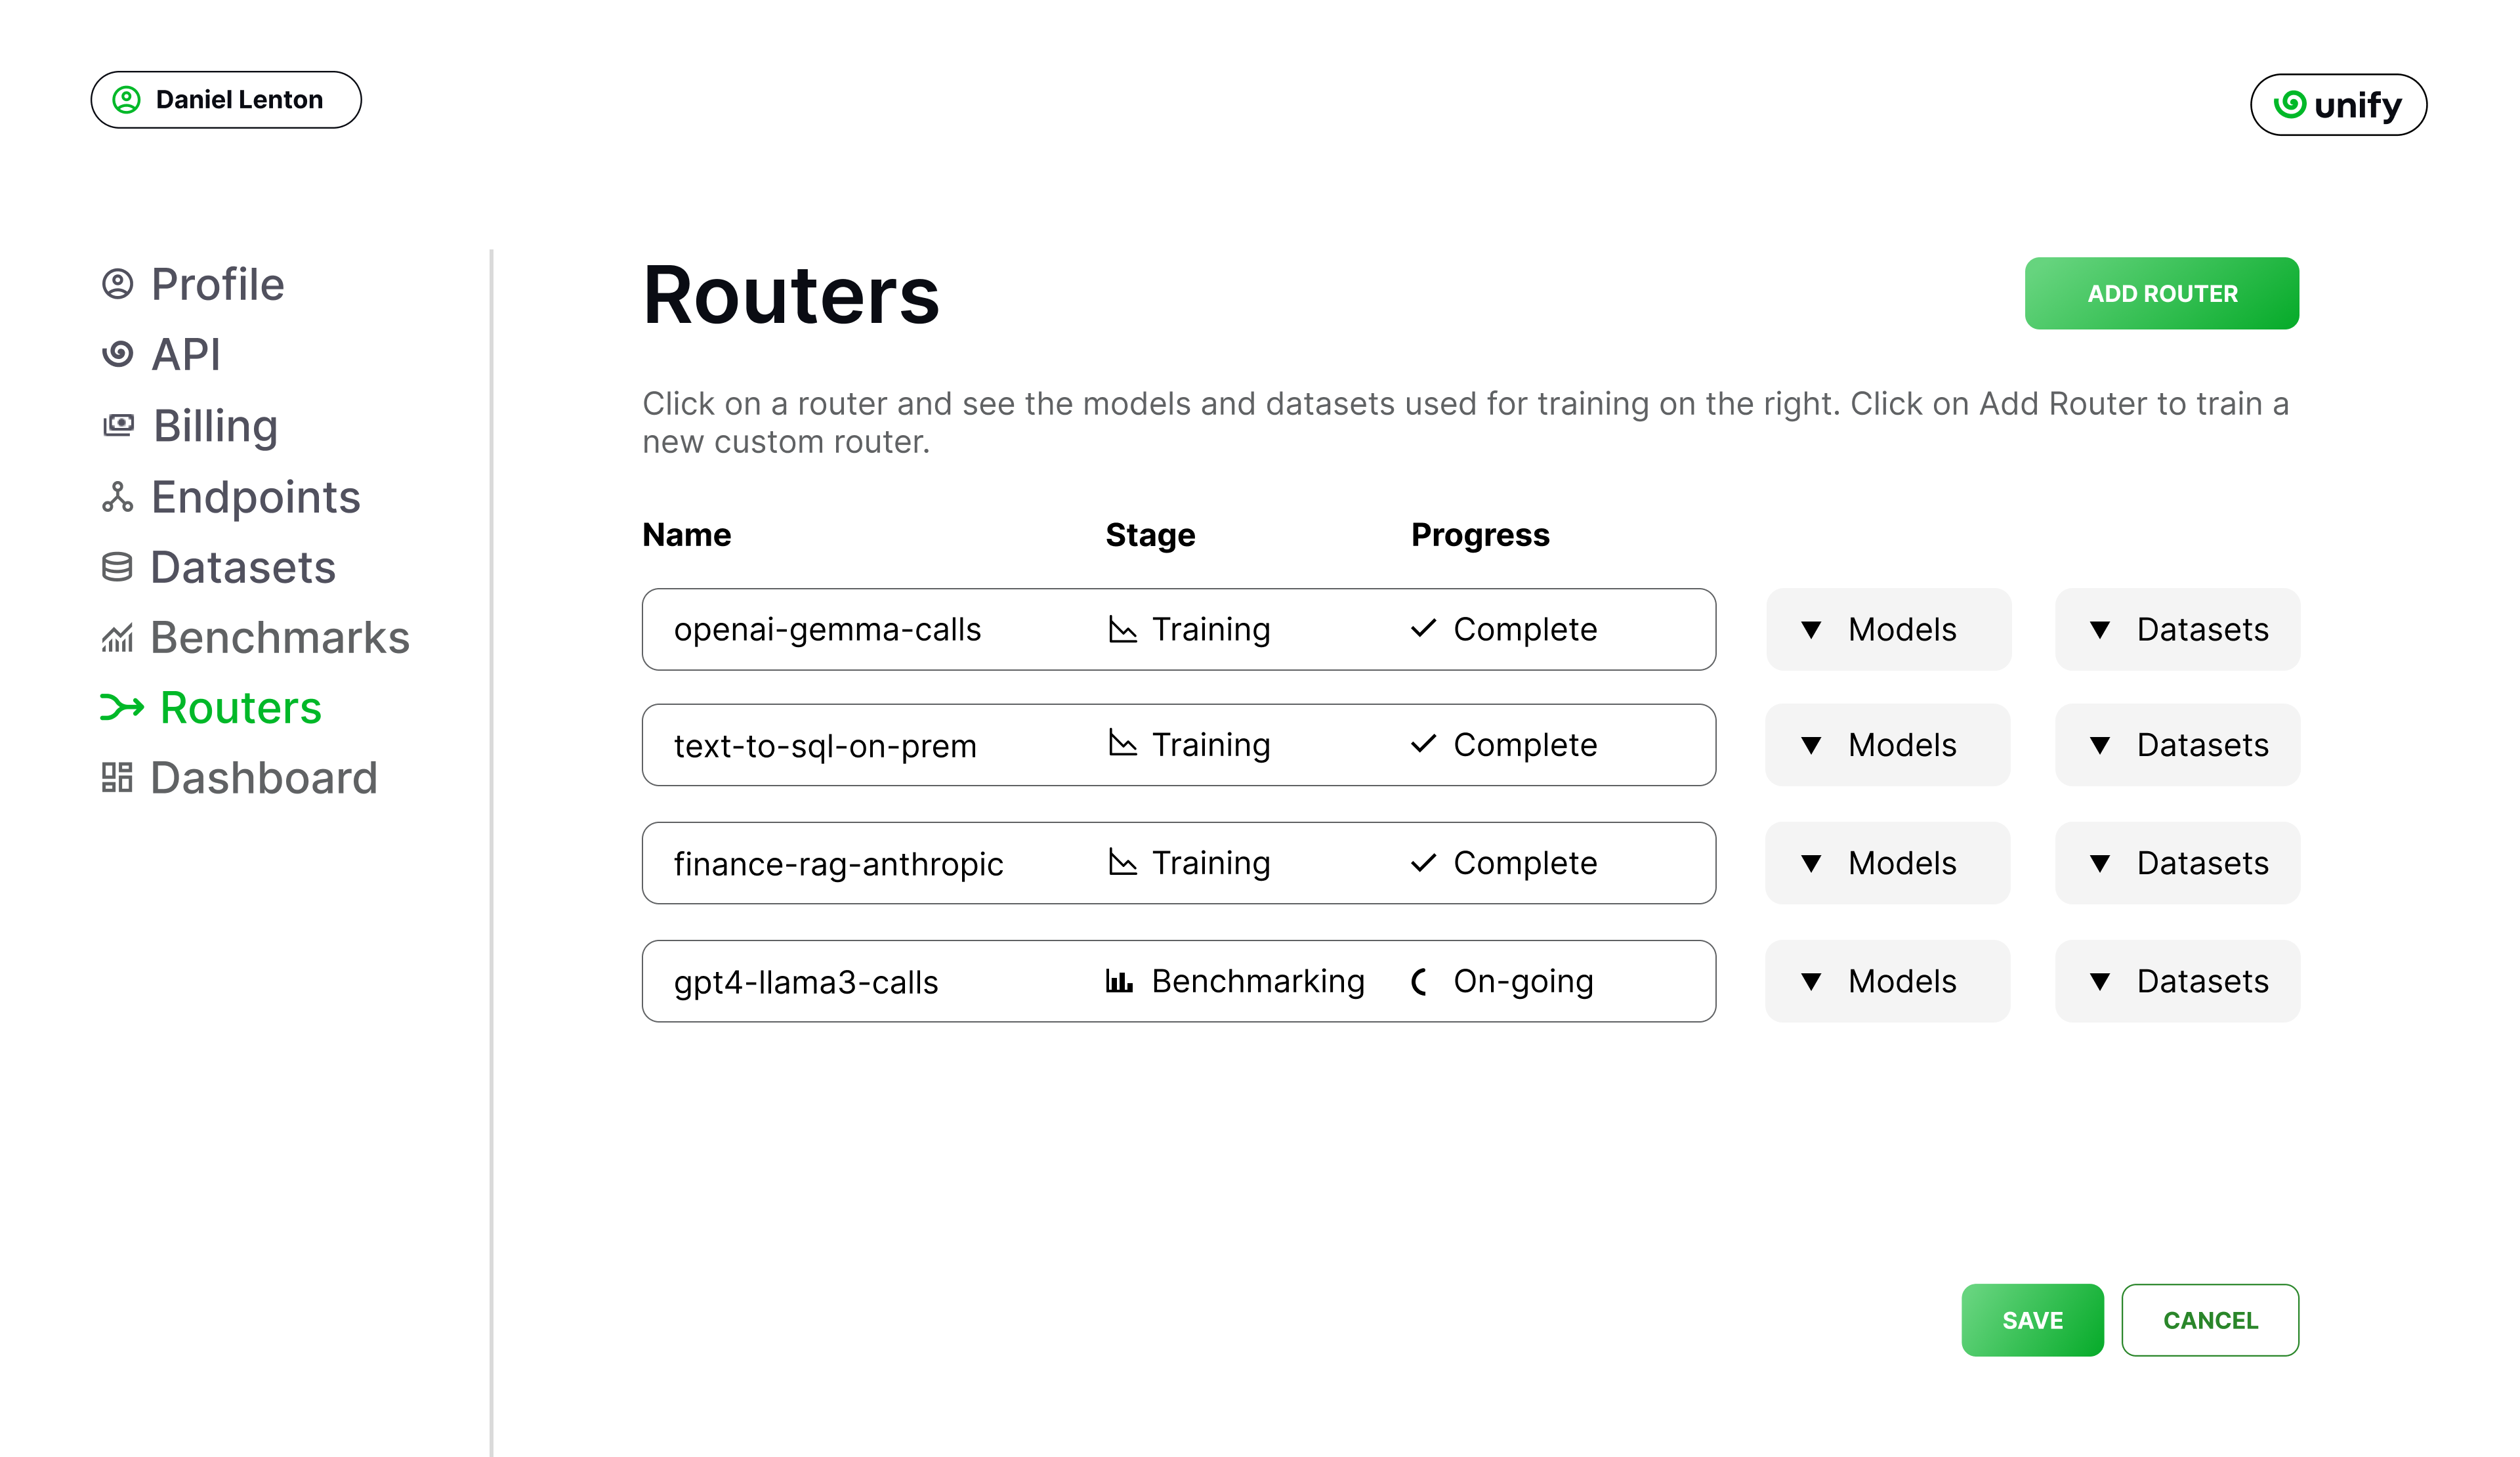 Daniel Lenton
unify
Profile
API
Billing
Endpoints
Datasets
Benchmarks
Routers
Dashboard
Routers
ADD ROUTER
Click on a router and see the models and datasets used for training on the right. Click on Add Router to train a
new custom router.
Name Stage Progress
openai-gemma-calls Training Complete Models Datasets
text-to-sql-on-prem Training Complete Models Datasets
finance-rag-anthropic Training Complete Models Datasets
gpt4-llama3-calls Benchmarking On-going Models Datasets
SAVE CANCEL